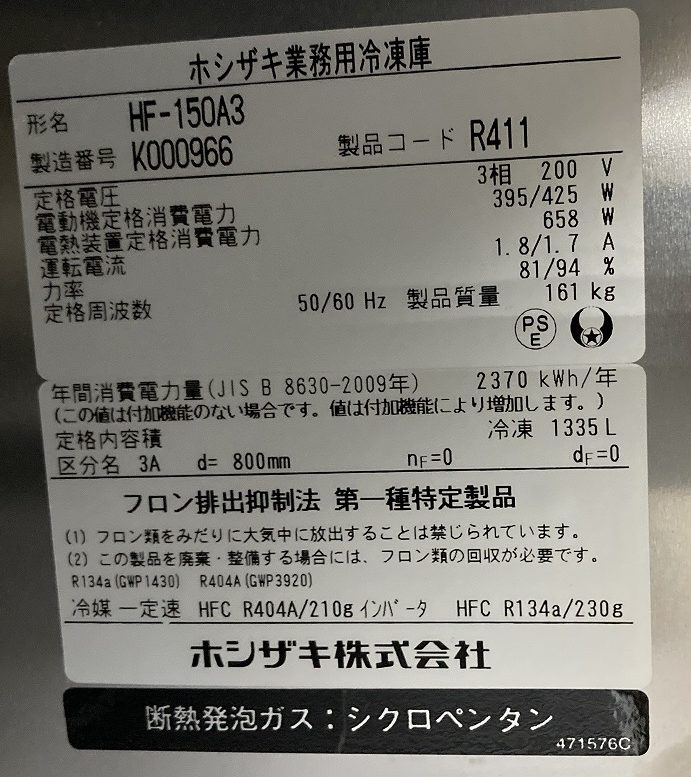 ホシザキ業務用冷凍庫
形名 HF-150A3
製造番号 K000966 製品コード R411
定格電圧 3相 200 V
電動機定格消費電力 395/425 W
電熱装置定格消費電力 658 W
運転電流 1.8/1.7 A
力率 81/94 %
定格周波数 50/60 Hz 製品質量 161 kg
PS
E
年間消費電力量(JIS B 8630-2009年) 2370 kWh/年
(この値は付加機能のない場合です。値は付加機能により増加します。)
定格内容積 冷凍 1335 L
区分名 3A d= 800mm nF=0 dF=0
フロン排出抑制法 第一種特定製品
(1) フロン類をみだりに大気中に放出することは禁じられています。
(2) この製品を廃棄・整備する場合には、フロン類の回収が必要です。
R134a(GWP1430) R404A(GWP3920)
冷媒 一定速 HFC R404A/210g インバータ HFC R134a/230g
ホシザキ株式会社
断熱発泡ガス：シクロペンタン
471576C